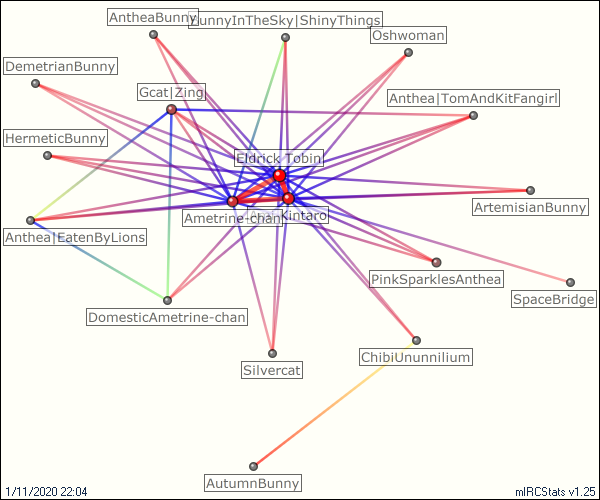 AntheaBunny
unnyInTheSky|ShinyThings
Oshwoman
DemetrianBunny
Gcat|Zing
Anthea|TomAndKitFangirl
HermeticBunny
Eldrick Tobin
ArtemisianBunny
Ametrine-chan
Kintaro
Anthea|EatenByLions
PinkSparklesAnthea
SpaceBridge
DomesticAmetrine-chan
ChibiUnunnilium
Silvercat
AutumnBunny
1/11/2020 22:04
mIRCStats v1.25